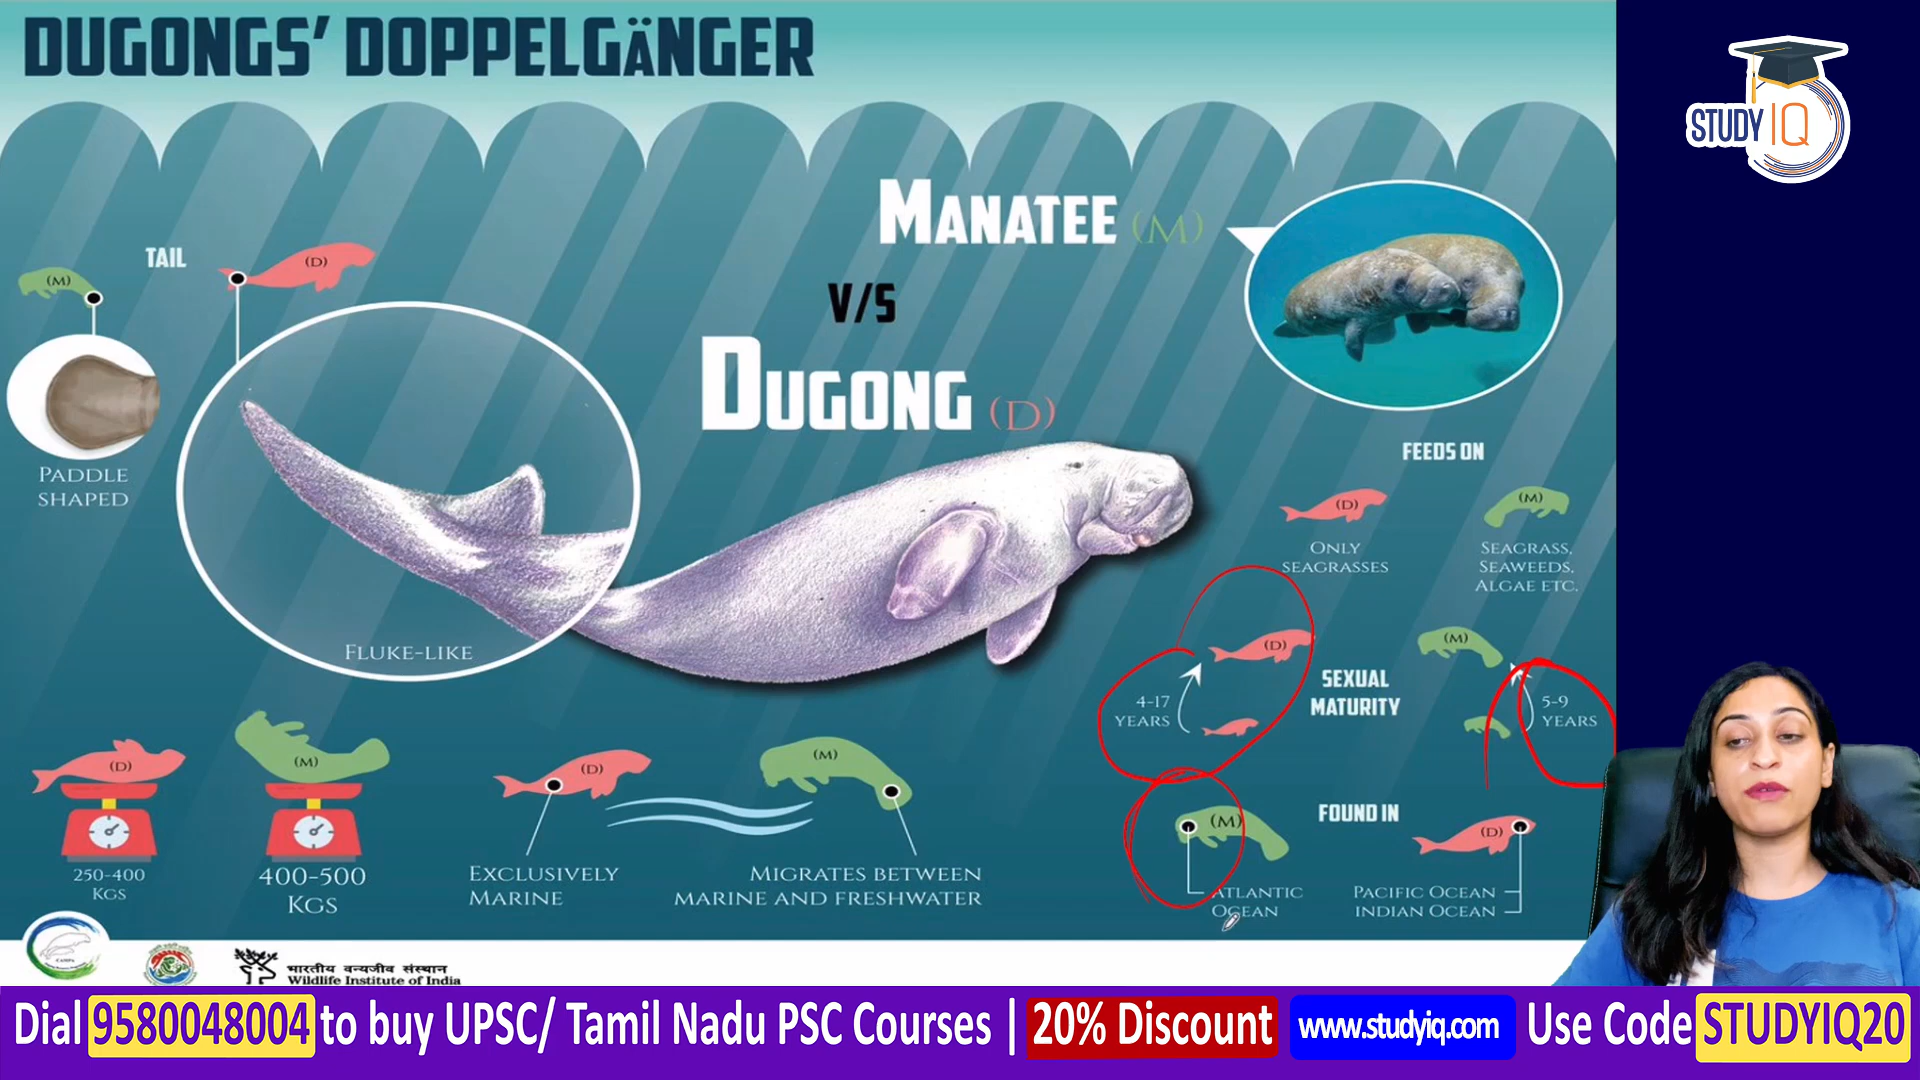 DUGONGS' DOPPELGÄNGER
STUDY IQ
MANATEE (M)
V/S
DUGONG (D)
TAIL
(M)
(D)
PADDLE
SHAPED
FLUKE-LIKE
FEEDS ON
(D)
(M)
ONLY
SEAGRASSES
SEAGRASS,
SEAWEEDS,
ALGAE ETC.
(D)
(M)
SEXUAL
MATURITY
4-17
YEARS
5-9
YEARS
(D)
(M)
250-400
KGS
400-500
KGS
(D)
(M)
EXCLUSIVELY
MARINE
MIGRATES BETWEEN
MARINE AND FRESHWATER
FOUND IN
(M)
(D)
ATLANTIC
OCEAN
PACIFIC OCEAN
INDIAN OCEAN
भारतीय वन्यजीव संस्थान
Wildlife Institute of India
Dial 9580048004 to buy UPSC/ Tamil Nadu PSC Courses | 20% Discount www.studyiq.com Use Code STUDYIQ20